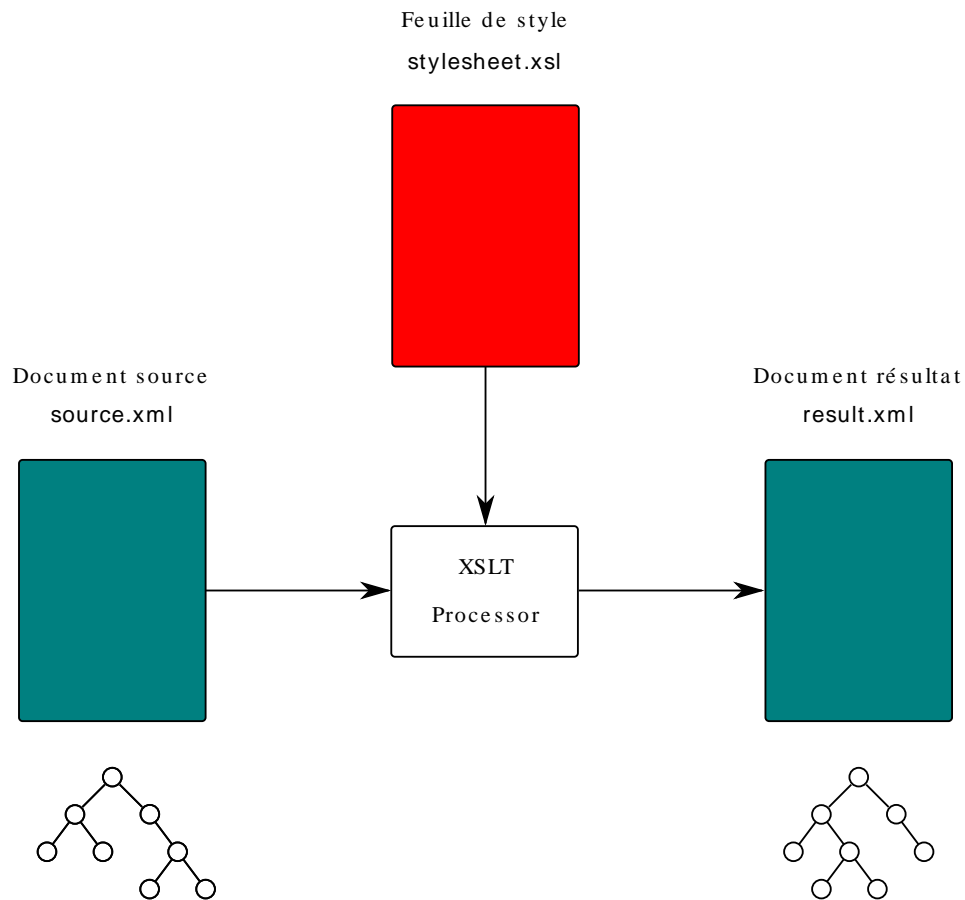 Feuille de style
stylesheet.xsl
Document source
source.xml
Document résultat
result.xml
XSLT
Processor